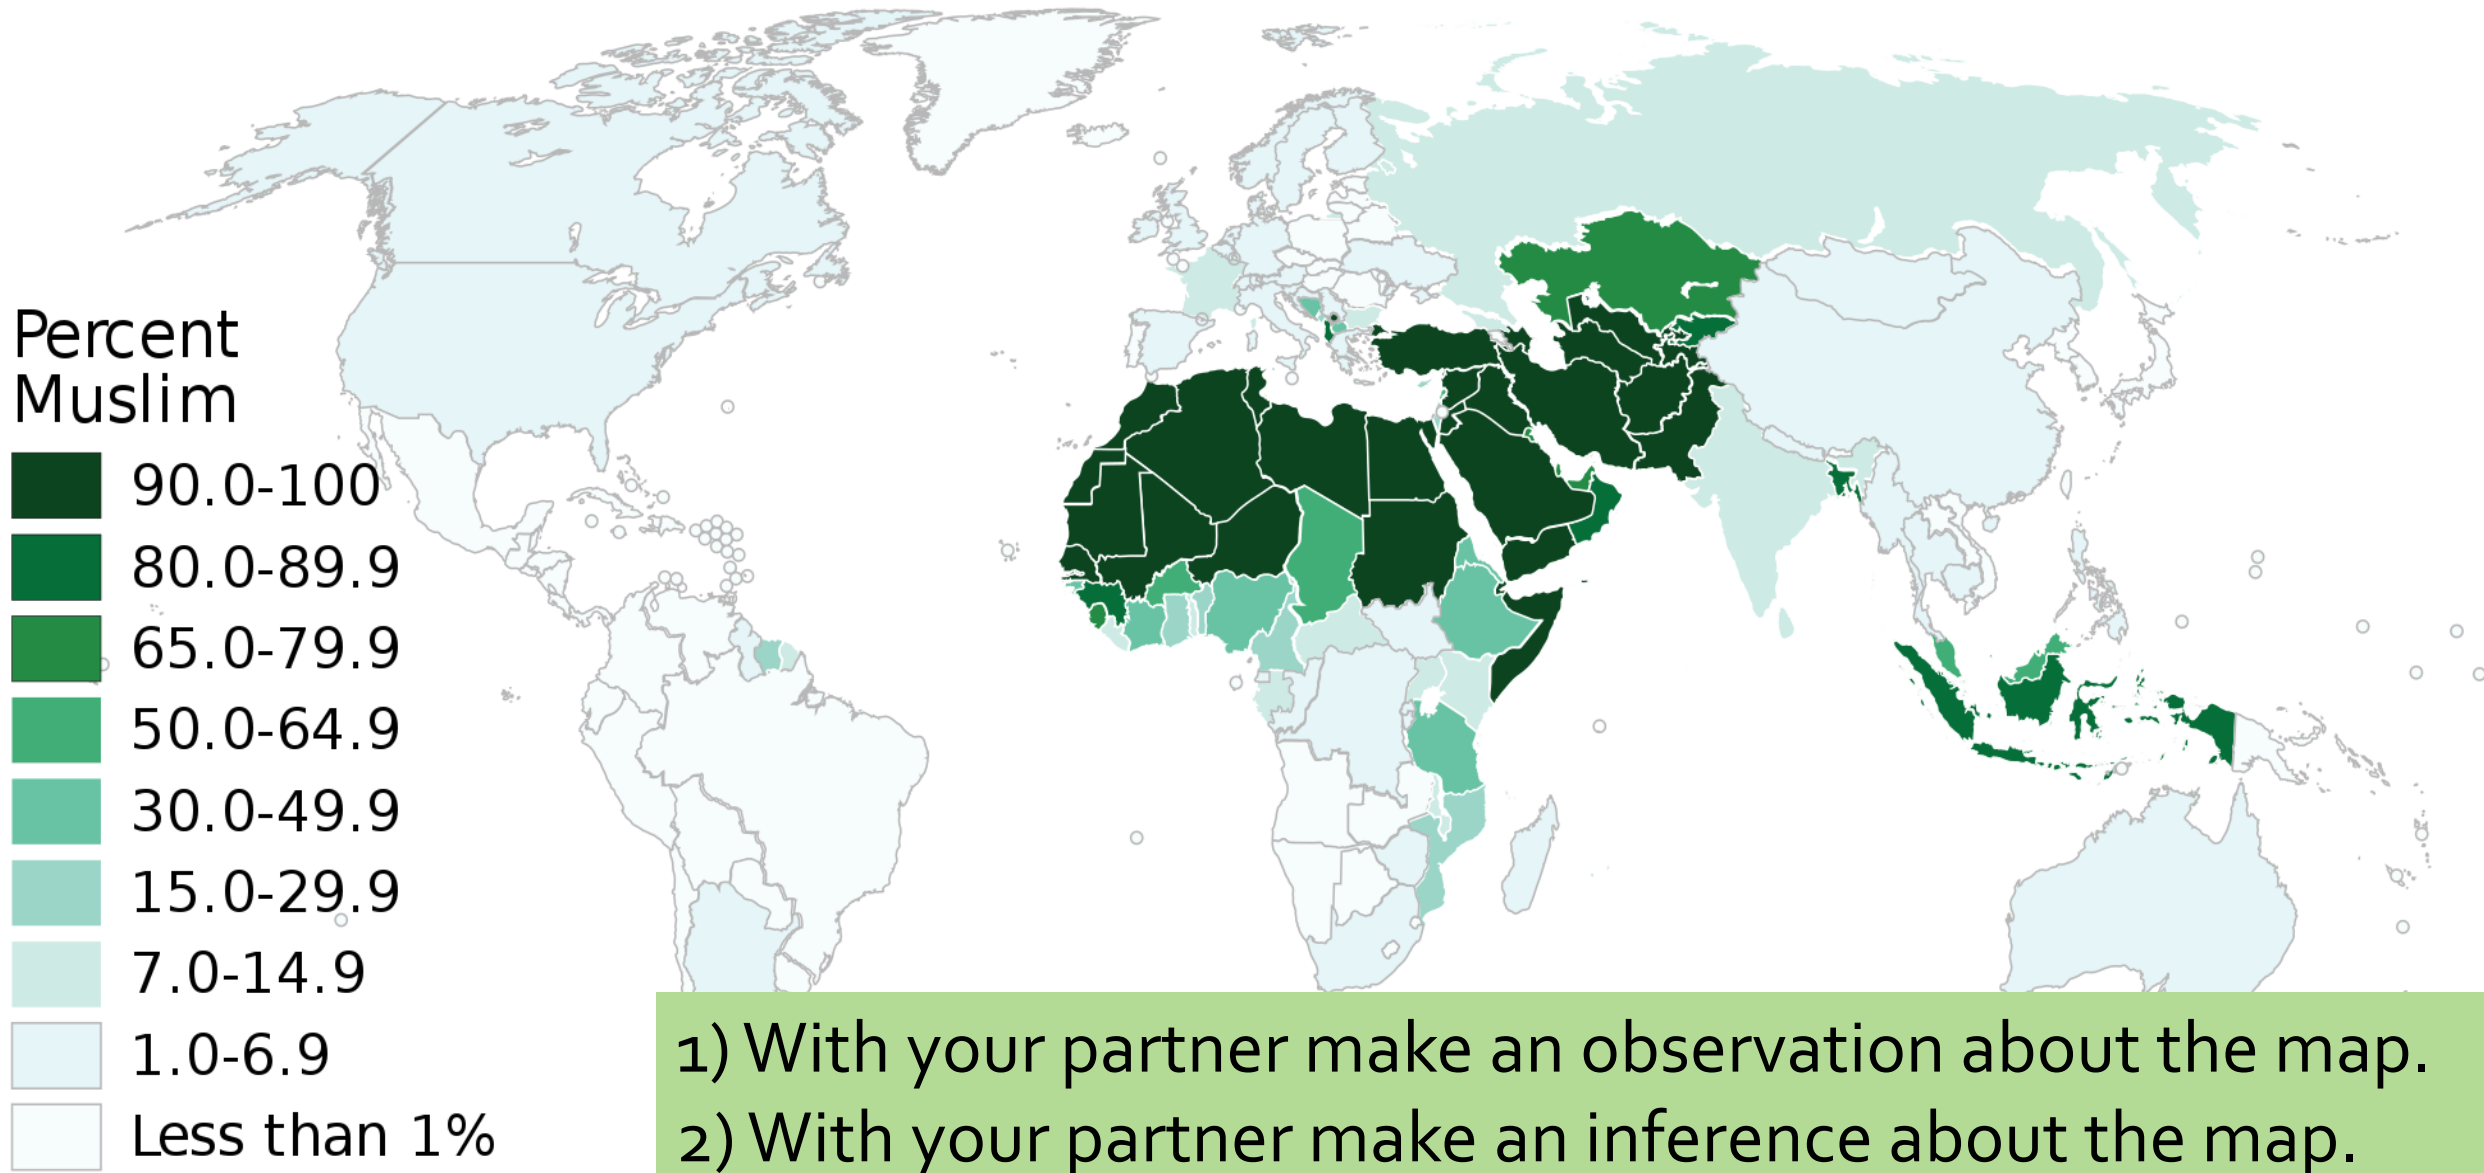 Percent
Muslim
90.0-100
80.0-89.9
65.0-79.9
50.0-64.9
30.0-49.9
15.0-29.9
7.0-14.9
1.0-6.9
Less than 1%
1) With your partner make an observation about the map.
2) With your partner make an inference about the map.